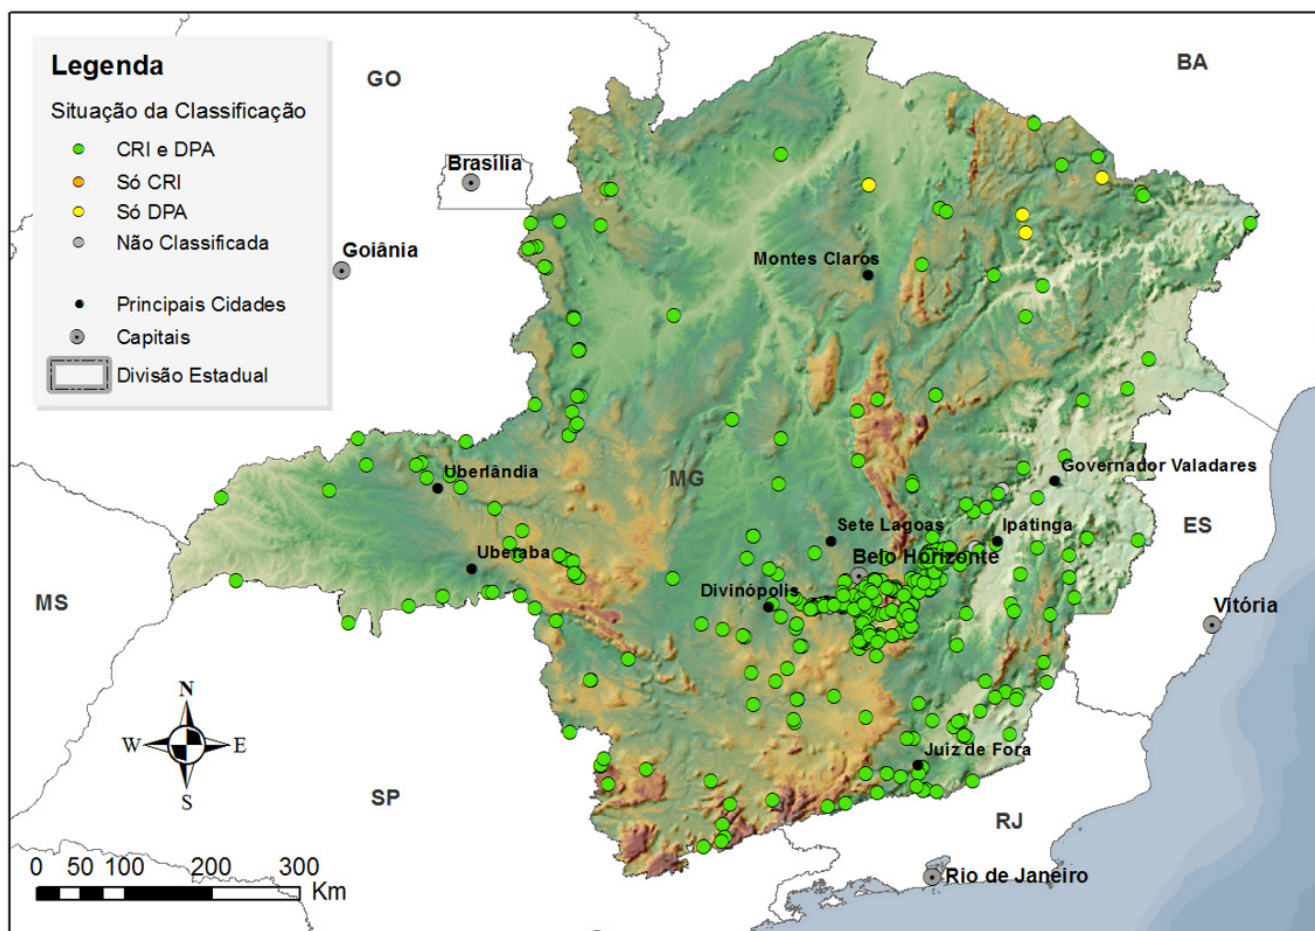 Legenda
Situação da Classificação
CRI e DPA
Só CRI
Só DPA
Não Classificada
Principais Cidades
Capitais
Divisão Estadual
GO
BA
Brasília
Goiânia
Montes Claros
Uberlândia
MG
Governador Valadares
Sete Lagoas
Ipatinga
ES
Uberaba
Belo Horizonte
Divinópolis
MS
Vitória
N
W
E
S
Juiz de Fora
SP
RJ
0 50 100 200 300
Km
Rio de Janeiro